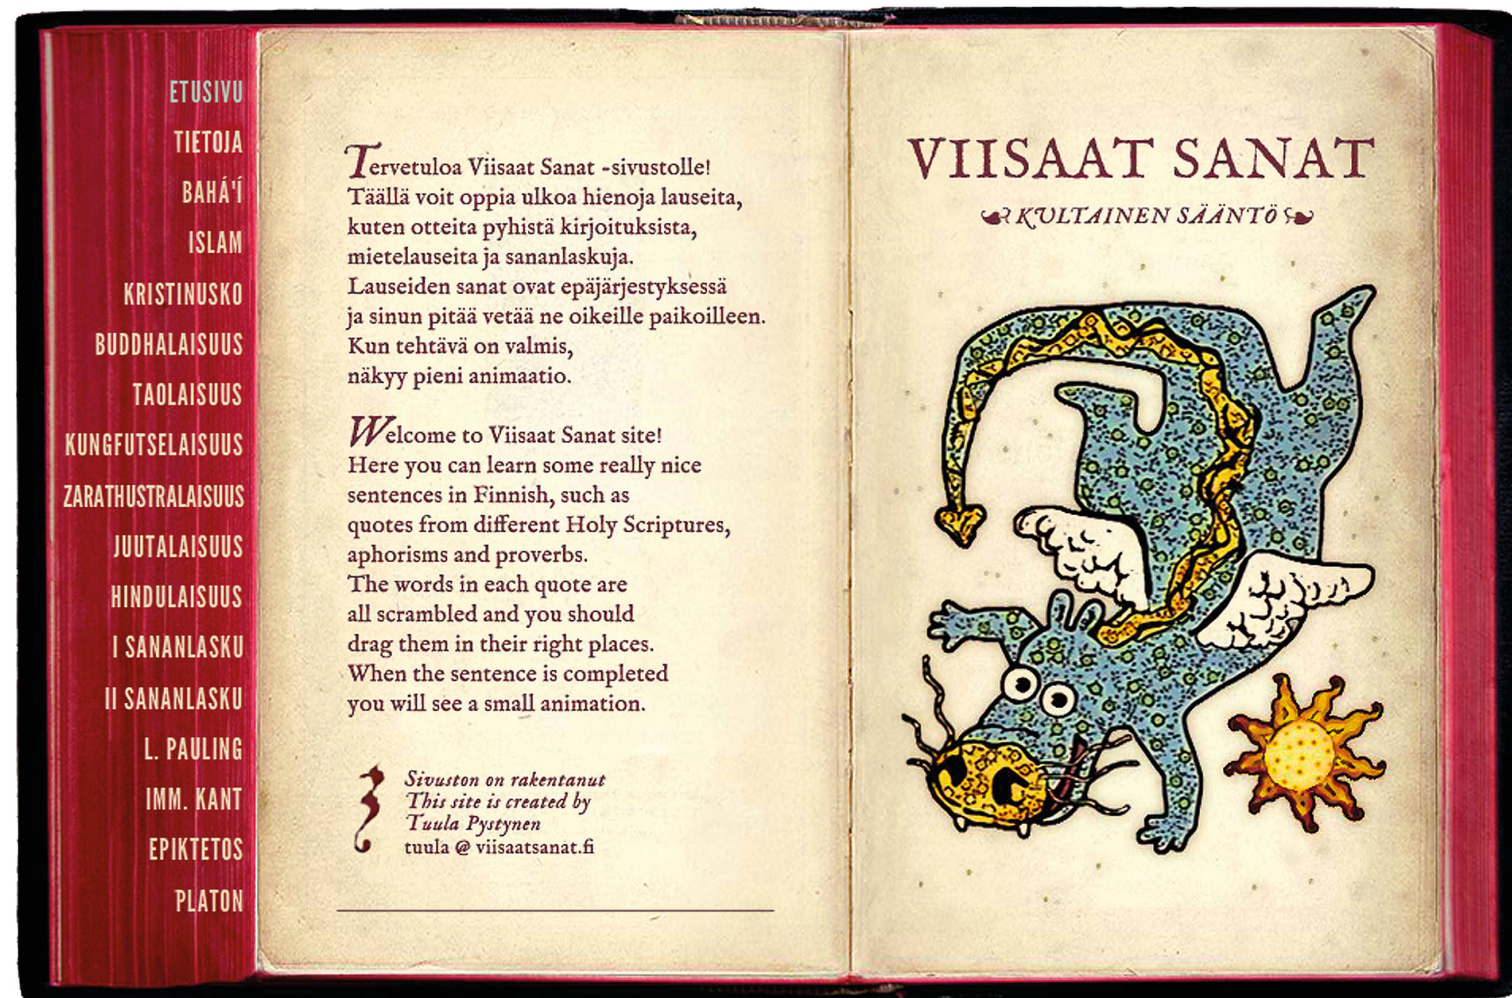 ETUSIVU
TIETOJA
BAHÁ'Í
ISLAM
KRISTINUSKO
BUDDHALAISUUS
TAOLAISUUS
KUNGFUTSELAISUUS
ZARATHUSTRALAISUUS
JUUTALAISUUS
HINDULAISUUS
I SANANLASKU
II SANANLASKU
L. PAULING
IMM. KANT
EPIKTETOS
PLATON
Tervetuloa Viisaat Sanat -sivustolle!
Täällä voit oppia ulkoa hienoja lauseita,
kuten otteita pyhistä kirjoituksista,
mietelauseita ja sananlaskuja.
Lauseiden sanat ovat epäjärjestyksessä
ja sinun pitää vetää ne oikeille paikoilleen.
Kun tehtävä on valmis,
näkyy pieni animaatio.
Welcome to Viisaat Sanat site!
Here you can learn some really nice
sentences in Finnish, such as
quotes from different Holy Scriptures,
aphorisms and proverbs.
The words in each quote are
all scrambled and you should
drag them in their right places.
When the sentence is completed
you will see a small animation.
Sivuston on rakentanut
This site is created by
Tuula Pystynen
tuula @ viisaatsanat.fi
VIISAAT SANAT
KULTAINEN SÄÄNTÖ